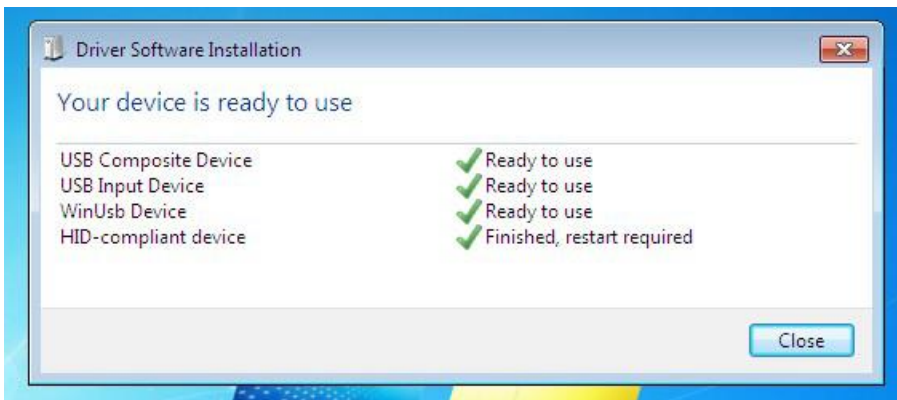 Driver Software Installation
Your device is ready to use
USB Composite Device Ready to use
USB Input Device Ready to use
WinUsb Device Ready to use
HID-compliant device Finished, restart required
Close